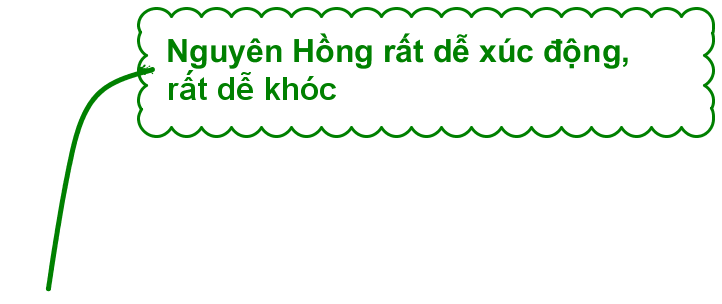 Nguyên Hồng rất dễ xúc động,
rất dễ khóc